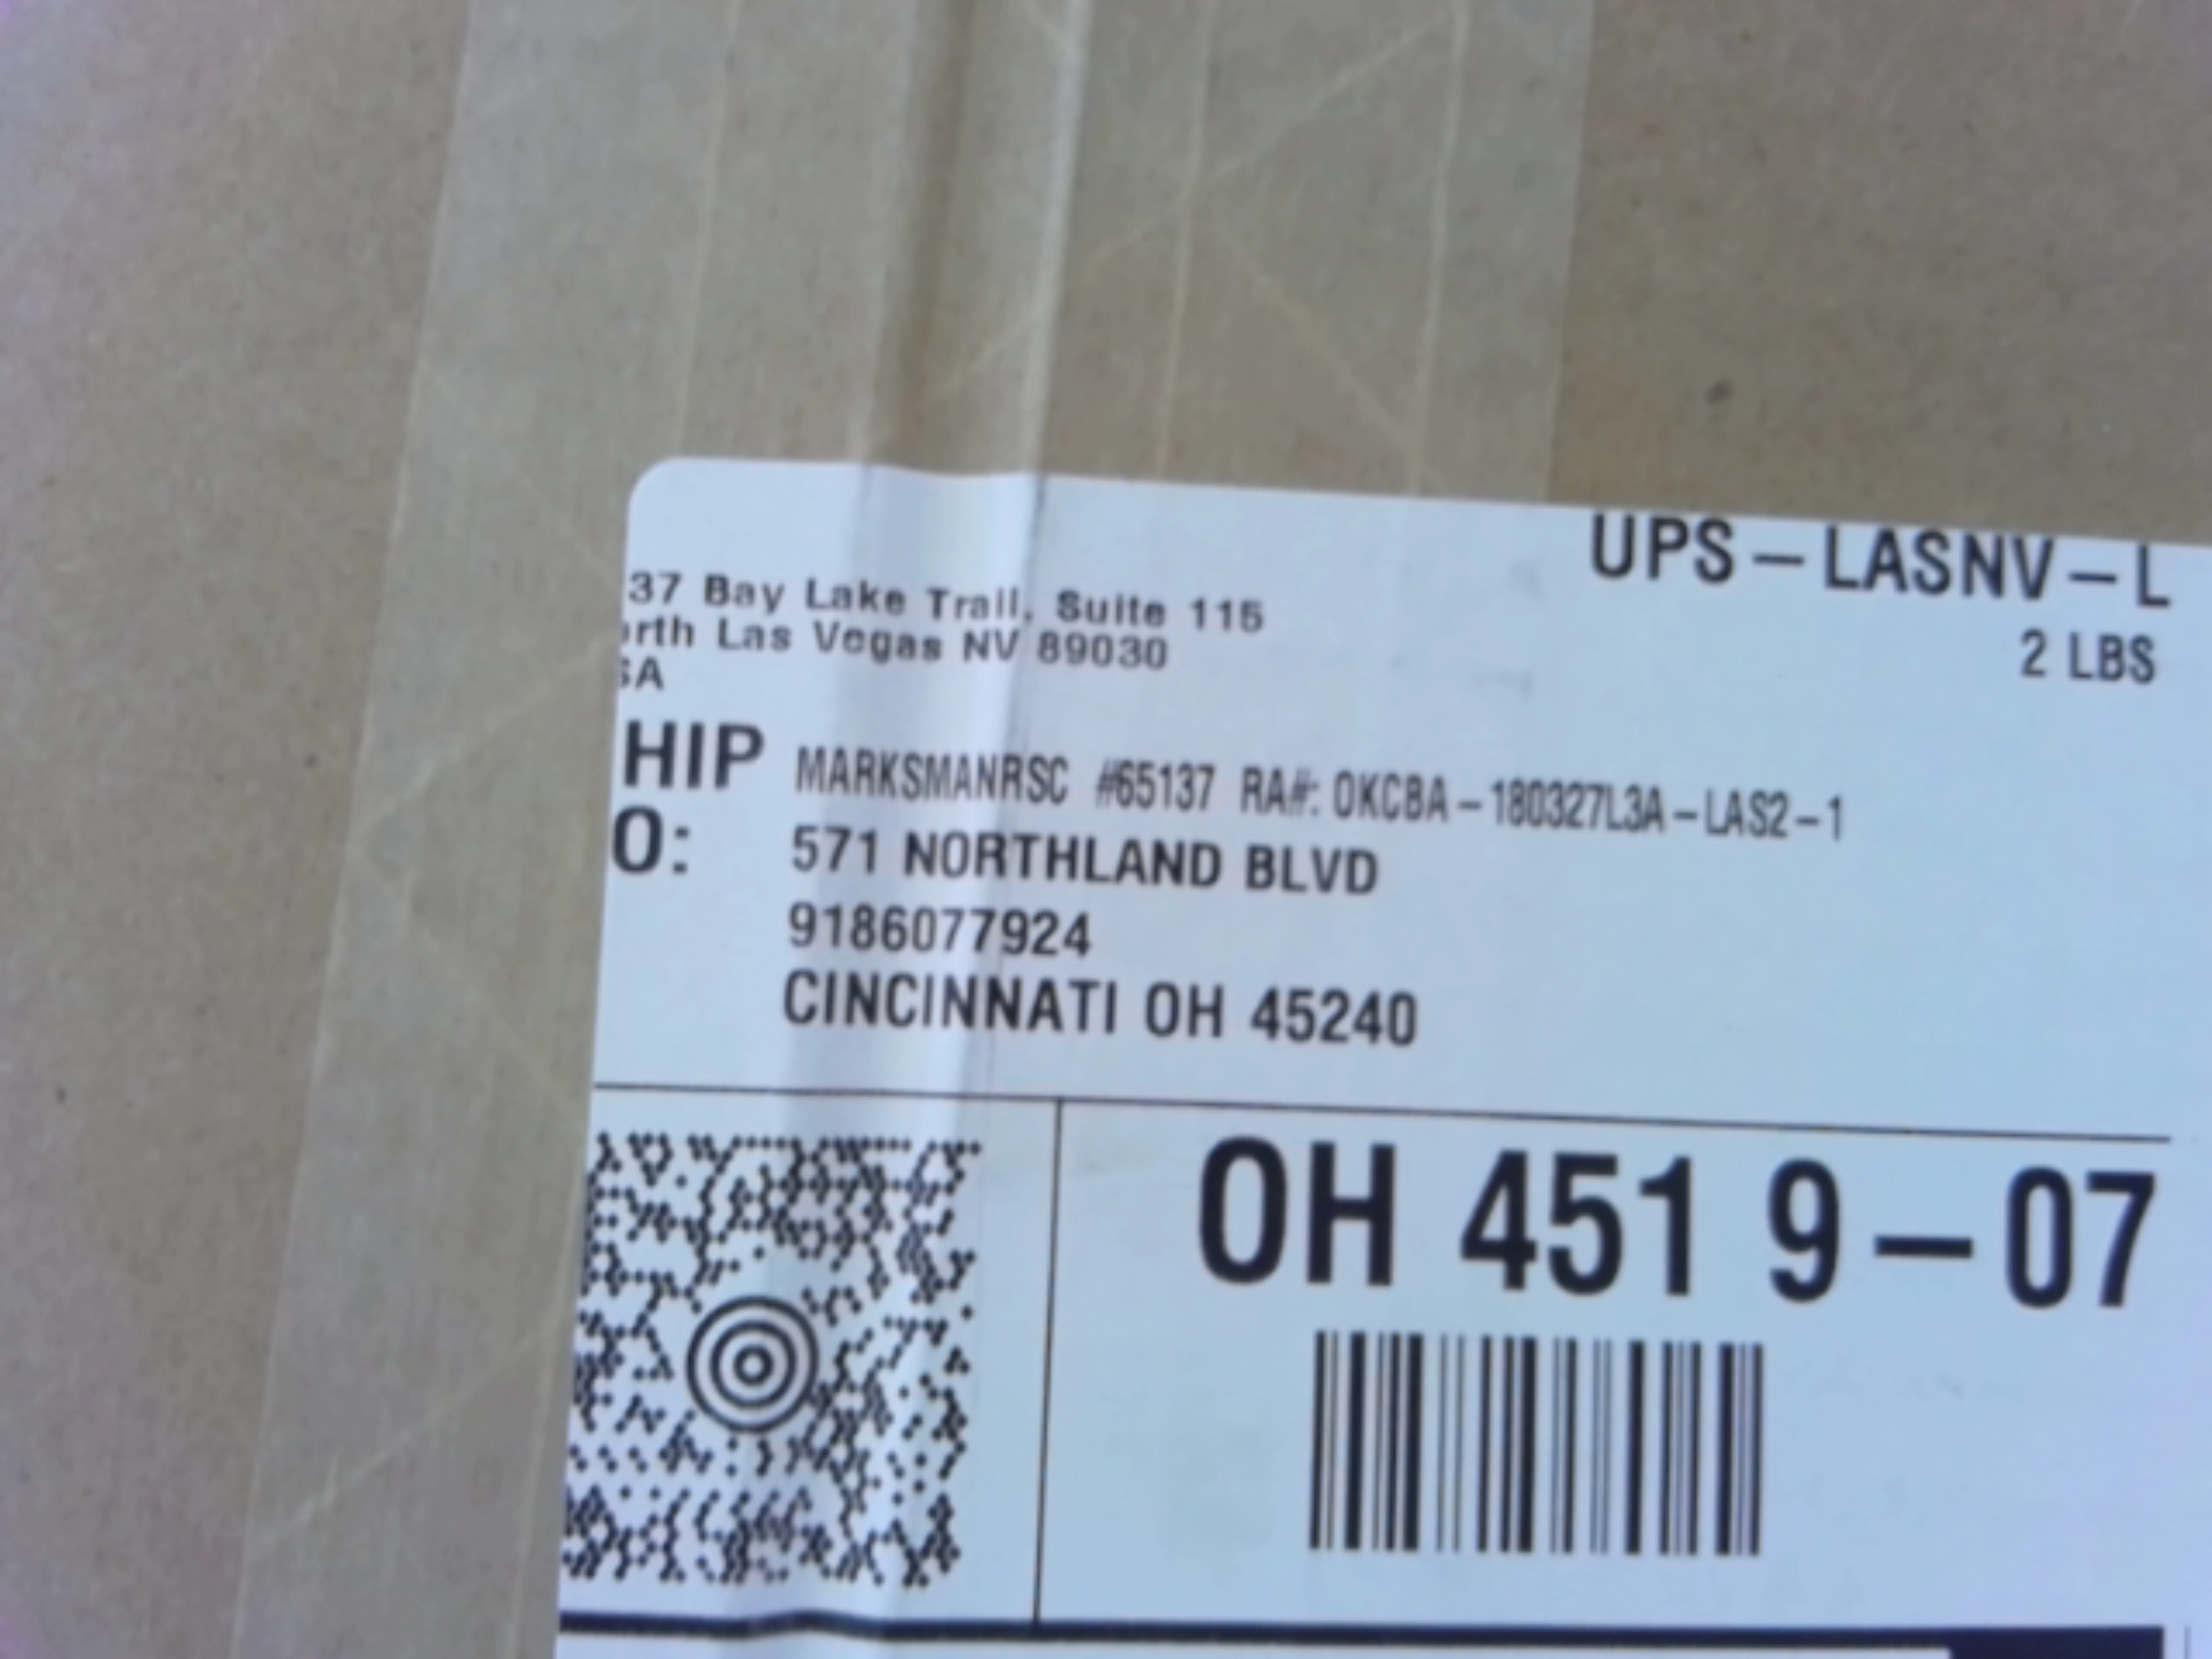 UPS-LASNV-L
2 LBS
37 Bay Lake Trail, Suite 115
rth Las Vegas NV 89030
SA
HIP
O:
MARKSMANRSC #65137 RA#: OKCBA-180327L3A-LAS2-1
571 NORTHLAND BLVD
9186077924
CINCINNATI OH 45240
OH 451 9-07